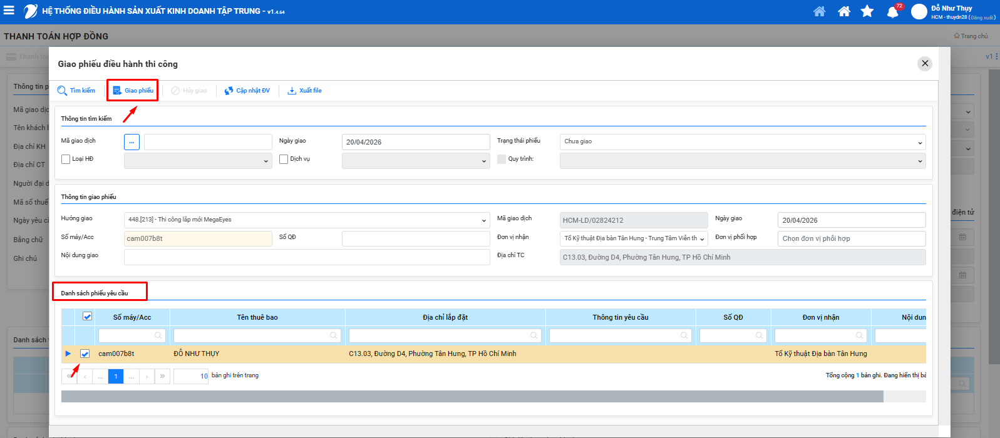 HỆ THỐNG ĐIỀU HÀNH SẢN XUẤT KINH DOANH TẬP TRUNG - v1.4.64
72
Đỗ Như Thụy
HCM - thuydn28 (Đăng xuất)
THANH TOÁN HỢP ĐỒNG
Trang chủ
Thanh toá
v1
Giao phiếu điều hành thi công
Tìm kiếm
Giao phiếu
Hủy giao
Cập nhật ĐV
Xuất file
Thông tin p
Mã giao dịc
Tên khách h
Địa chỉ KH
Địa chỉ CT
Người đại d
Mã số thuế
Ngày yêu cầ
Bằng chữ
Ghi chú
điện tử
Danh sách
Thông tin tìm kiếm
Mã giao dịch
...
Ngày giao
20/04/2026
Trạng thái phiếu
Chưa giao
Loại HĐ
Dịch vụ
Quy trình:
Thông tin giao phiếu
Hướng giao
448.[213] - Thi công lắp mới MegaEyes
Mã giao dịch
HCM-LD/02824212
Ngày giao
20/04/2026
Số máy/Acc
cam007b8t
Số QĐ
Đơn vị nhận
Tổ Kỹ thuật Địa bàn Tân Hưng - Trung Tâm Viễn th
Đơn vị phối hợp
Chọn đơn vị phối hợp
Nội dung giao
Địa chỉ TC
C13.03, Đường D4, Phường Tân Hưng, TP Hồ Chí Minh
Danh sách phiếu yêu cầu
Số máy/Acc
Tên thuê bao
Địa chỉ lắp đặt
Thông tin yêu cầu
Số QĐ
Đơn vị nhận
Nội dun
cam007b8t
ĐỖ NHƯ THỤY
C13.03, Đường D4, Phường Tân Hưng, TP Hồ Chí Minh
Tổ Kỹ thuật Địa bàn Tân Hưng
« ‹ ... 1 ... › »
10
bản ghi trên trang
Tổng cộng 1 bản ghi. Đang hiển thị bả